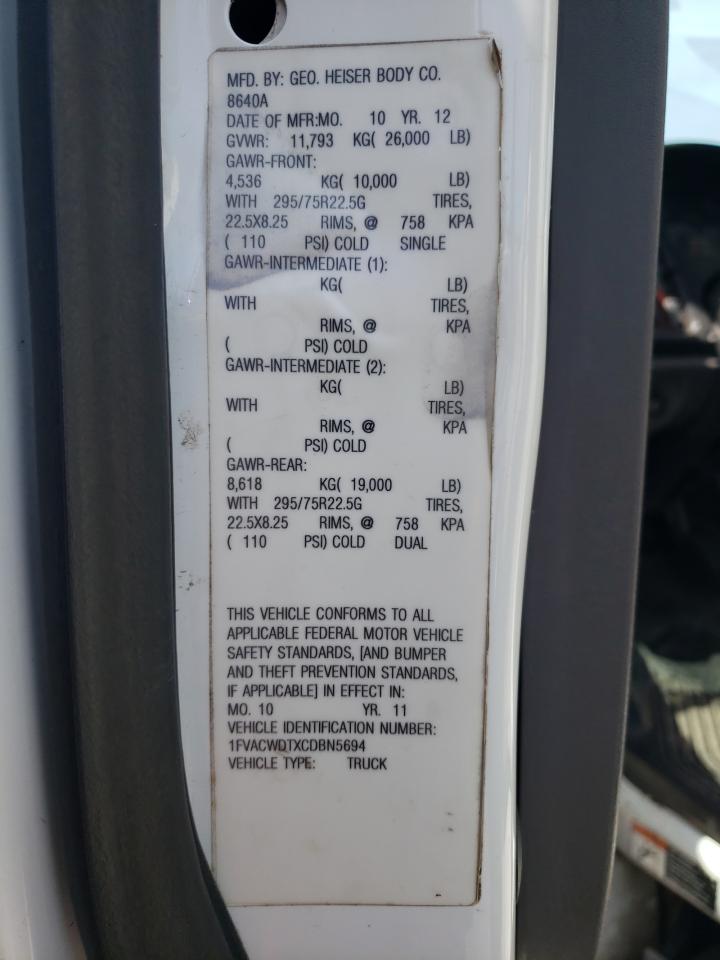 MFD. BY: GEO. HEISER BODY CO.
8640A
DATE OF MFR:MO. 10 YR. 12
GVWR: 11,793 KG( 26,000 LB)
GAWR-FRONT:
4,536 KG( 10,000 LB)
WITH 295/75R22.5G TIRES,
22.5X8.25 RIMS, @ 758 KPA
( 110 PSI) COLD SINGLE
GAWR-INTERMEDIATE (1):
KG( LB)
WITH TIRES,
RIMS, @ KPA
( PSI) COLD
GAWR-INTERMEDIATE (2):
KG( LB)
WITH TIRES,
RIMS, @ KPA
( PSI) COLD
GAWR-REAR:
8,618 KG( 19,000 LB)
WITH 295/75R22.5G TIRES,
22.5X8.25 RIMS, @ 758 KPA
( 110 PSI) COLD DUAL
THIS VEHICLE CONFORMS TO ALL
APPLICABLE FEDERAL MOTOR VEHICLE
SAFETY STANDARDS, [AND BUMPER
AND THEFT PREVENTION STANDARDS,
IF APPLICABLE] IN EFFECT IN:
MO. 10 YR. 11
VEHICLE IDENTIFICATION NUMBER:
1FVACWDTXCDBN5694
VEHICLE TYPE: TRUCK